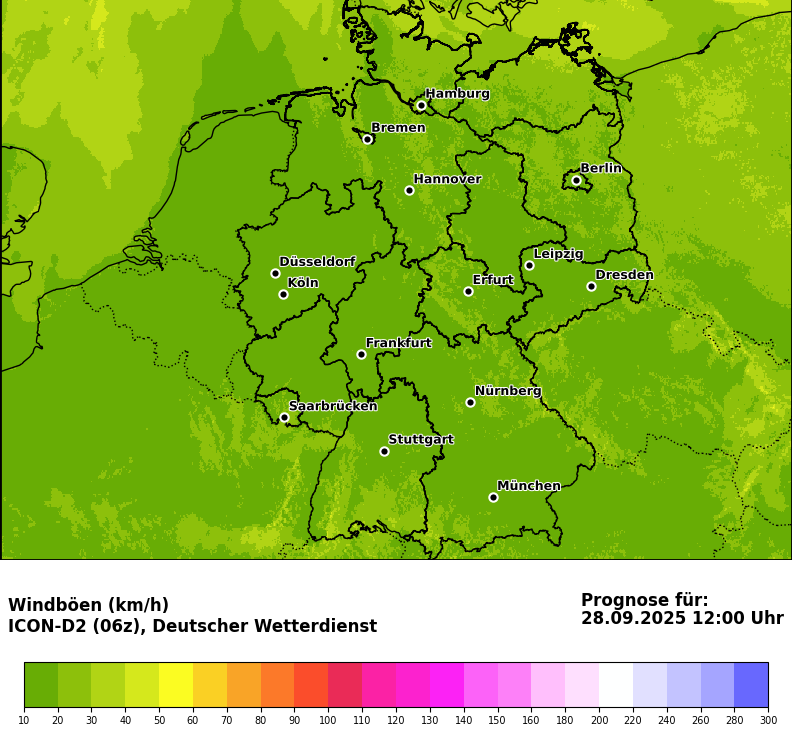 Hamburg
Bremen
Berlin
Hannover
Leipzig
Düsseldorf
Dresden
Köln
Erfurt
Frankfurt
Nürnberg
Saarbrücken
Stuttgart
München
Windböen (km/h)
ICON-D2 (06z), Deutscher Wetterdienst
Prognose für:
28.09.2025 12:00 Uhr
10 20 30 40 50 60 70 80 90 100 110 120 130 140 150 160 180 200 220 240 260 280 300